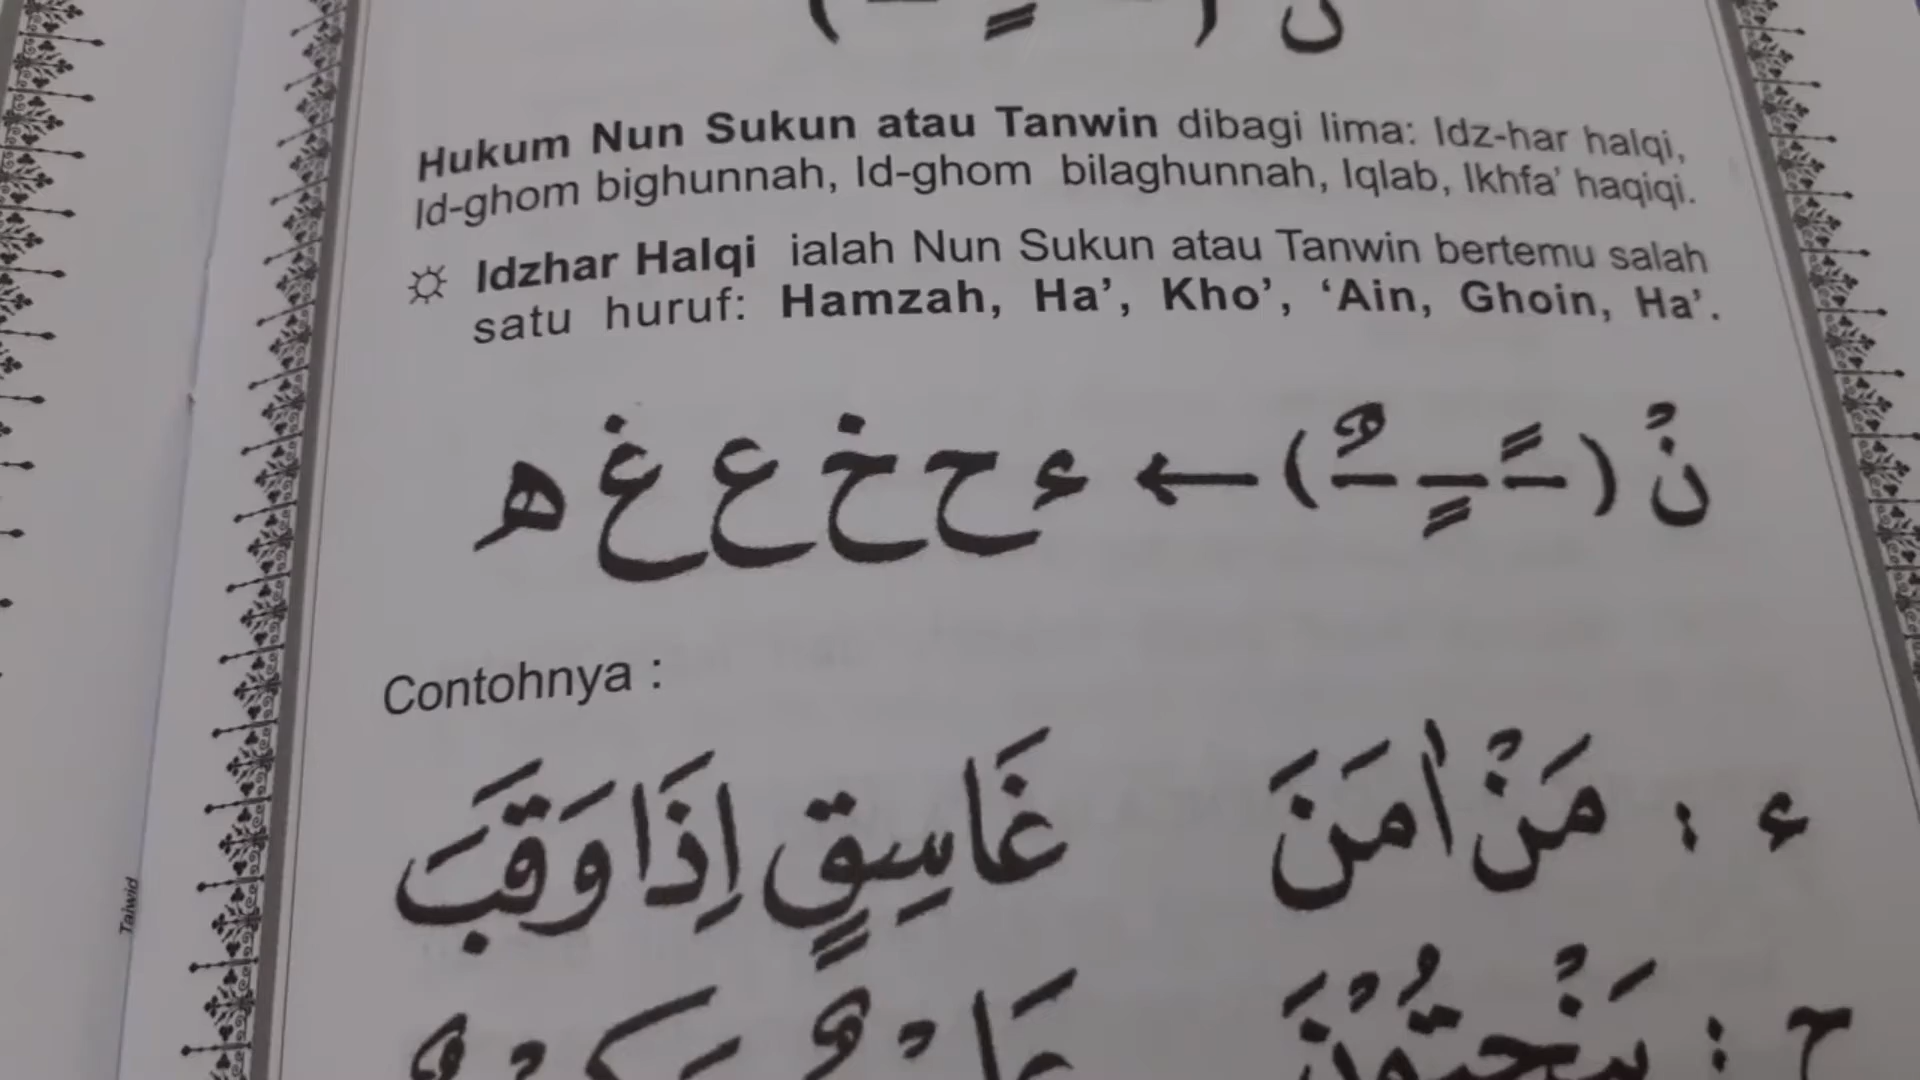 Hukum Nun Sukun atau Tanwin dibagi lima: Idz-har halqi,
Id-ghom bighunnah, Id-ghom bilaghunnah, Iqlab, Ikhfa' haqiqi.
Idzhar Halqi ialah Nun Sukun atau Tanwin bertemu salah
satu huruf: Hamzah, Ha', Kho', 'Ain, Ghoin, Ha'.
نْ (ـًـ ـٍـ ـٌـ) ← ء ح خ ع غ ه
Contohnya :
ء : مَنْ اٰمَنَ غَاسِقٍ اِذَا وَقَبَ
ح :
Tajwid